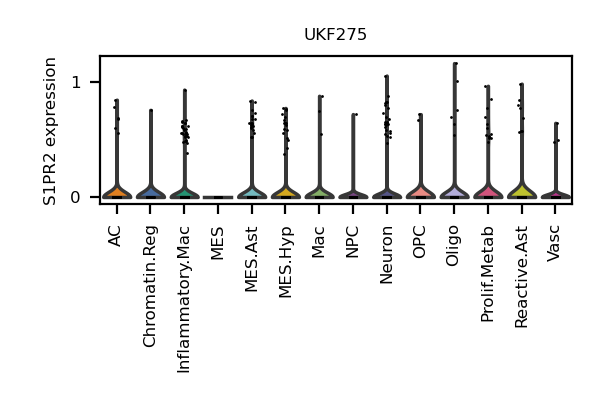 UKF275
S1PR2 expression
1
0
AC
Chromatin.Reg
Inflammatory.Mac
MES
MES.Ast
MES.Hyp
Mac
NPC
Neuron
OPC
Oligo
Prolif.Metab
Reactive.Ast
Vasc